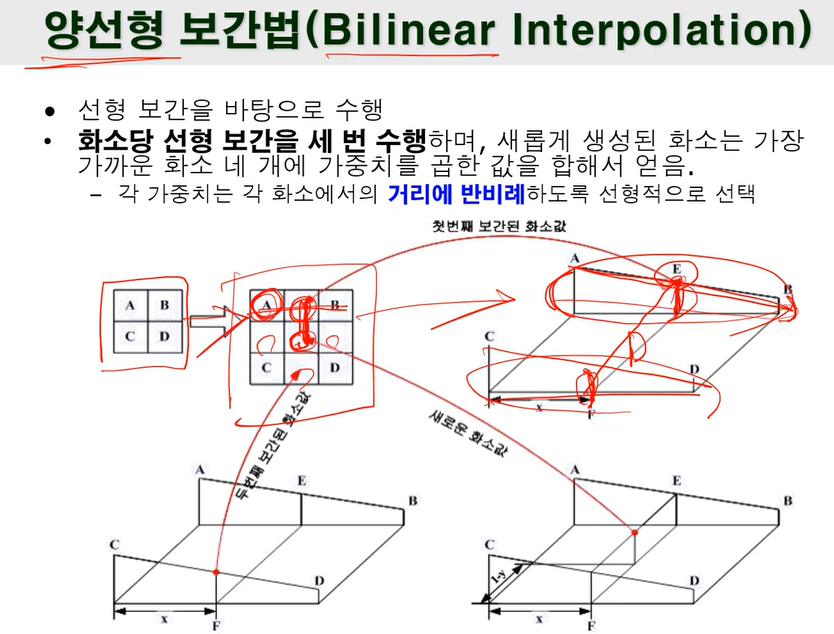 양선형 보간법(Bilinear Interpolation)
• 선형 보간을 바탕으로 수행
• 화소당 선형 보간을 세 번 수행하며, 새롭게 생성된 화소는 가장
가까운 화소 네 개에 가중치를 곱한 값을 합해서 얻음.
– 각 가중치는 각 화소에서의 거리에 반비례하도록 선형적으로 선택
첫번째 보간된 화소값
A B
C D
A B
C D
A E B
C D
x F
두번째 보간된 화소값
새로운 화소값
A E B
C D
x F
A E B
C D
1-y
x F